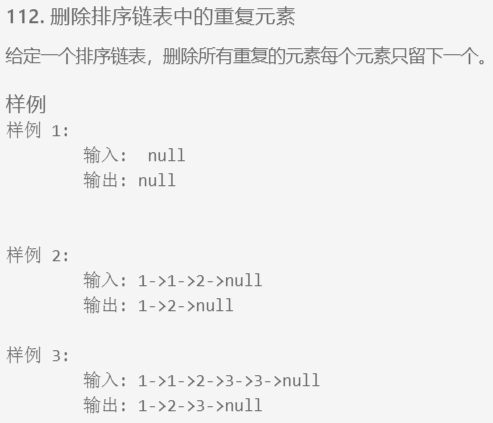 112. 删除排序链表中的重复元素
给定一个排序链表，删除所有重复的元素每个元素只留下一个。
样例
样例 1:
输入:  null
输出: null
样例 2:
输入: 1->1->2->null
输出: 1->2->null
样例 3:
输入: 1->1->2->3->3->null
输出: 1->2->3->null